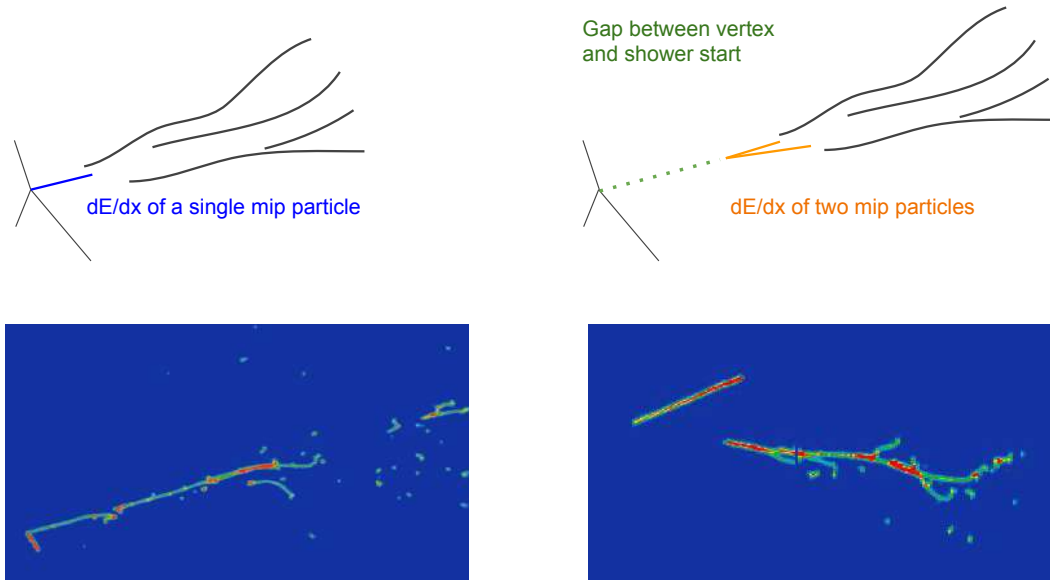 Gap between vertex
and shower start
dE/dx of a single mip particle
dE/dx of two mip particles